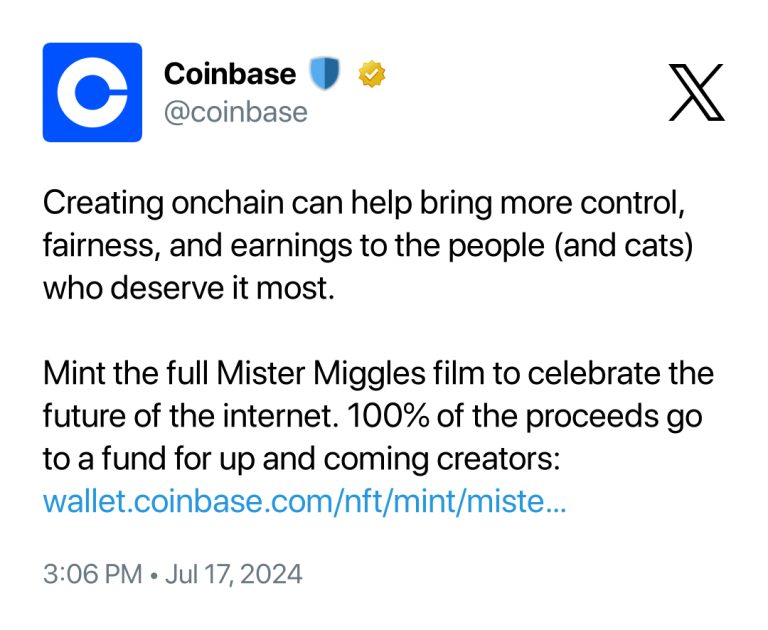 Coinbase
@coinbase
Creating onchain can help bring more control,
fairness, and earnings to the people (and cats)
who deserve it most.
Mint the full Mister Miggles film to celebrate the
future of the internet. 100% of the proceeds go
to a fund for up and coming creators:
wallet.coinbase.com/nft/mint/miste...
3:06 PM • Jul 17, 2024